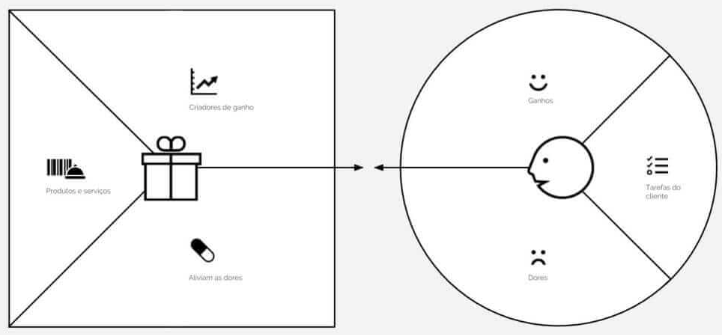 Criadores de ganho
Produtos e serviços
Aliviam as dores
Ganhos
Tarefas do
cliente
Dores